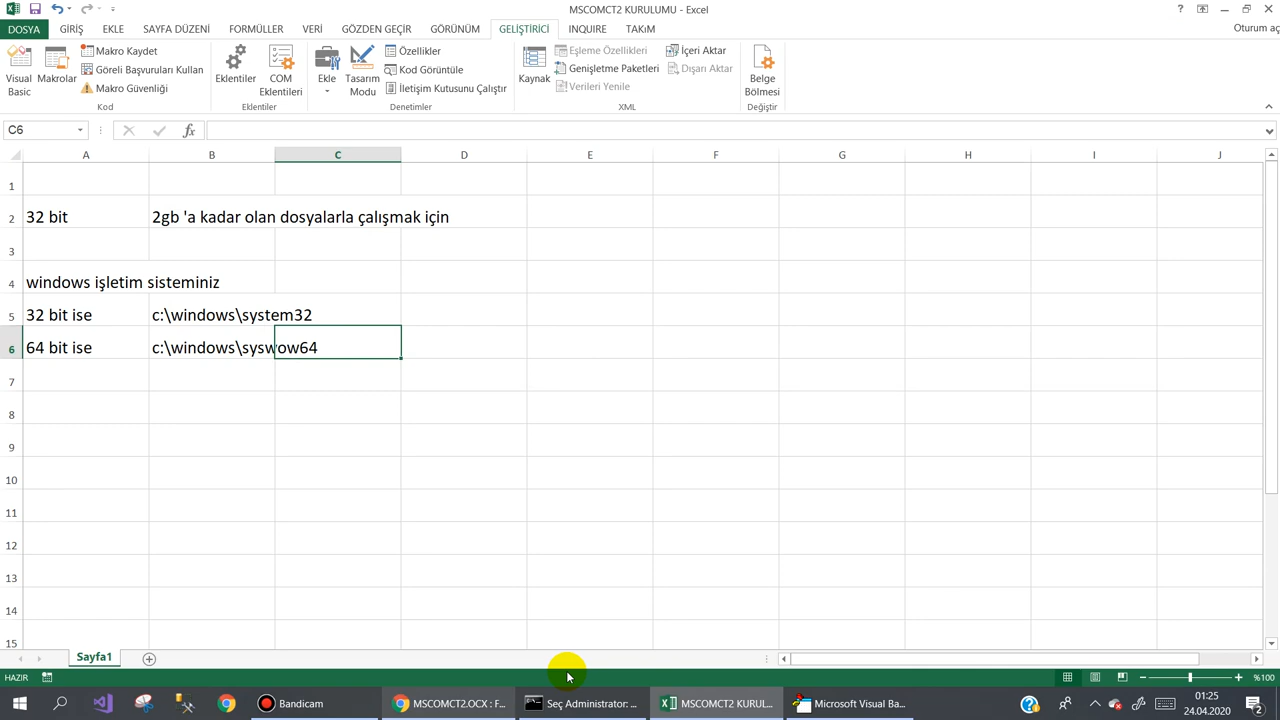 MSCOMCT2 KURULUMU - Excel
?
DOSYA GİRİŞ EKLE SAYFA DÜZENİ FORMÜLLER VERİ GÖZDEN GEÇİR GÖRÜNÜM GELİŞTİRİCİ INQUIRE TAKıM Oturum aç
Visual Basic
Makrolar
Makro Kaydet
Göreli Başvuruları Kullan
Makro Güvenliği
Kod
Eklentiler
COM Eklentileri
Eklentiler
Ekle
Tasarım Modu
Özellikler
Kod Görüntüle
İletişim Kutusunu Çalıştır
Denetimler
Kaynak
Eşleme Özellikleri
Genişletme Paketleri
Verileri Yenile
İçeri Aktar
Dışarı Aktar
XML
Belge Bölmesi
Değiştir
C6 fx
A B C D E F G H I J
1
2 32 bit 2gb 'a kadar olan dosyalarla çalışmak için
3
4 windows işletim sisteminiz
5 32 bit ise c:\windows\system32
6 64 bit ise c:\windows\syswow64
7
8
9
10
11
12
13
14
15
Sayfa1
HAZIR %100
Bandicam MSCOMCT2.OCX : F... Seç Administrator: ... MSCOMCT2 KURUL... Microsoft Visual Ba... 01:25
24.04.2020 2